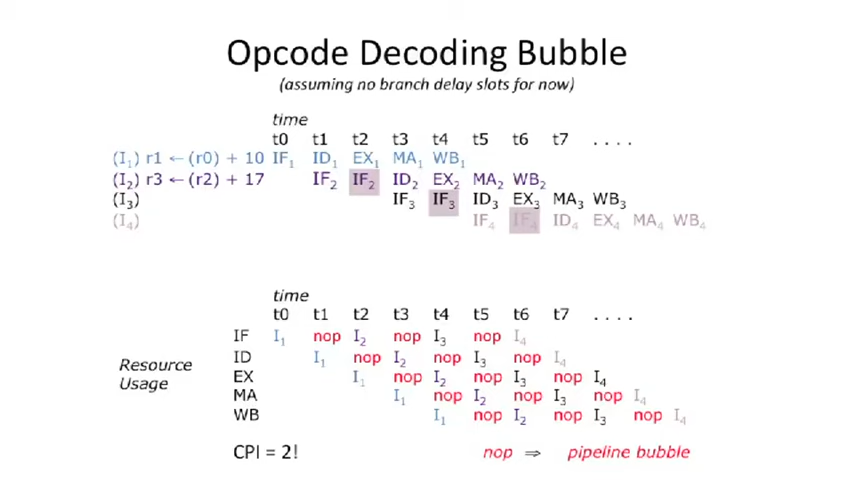 Opcode Decoding Bubble
(assuming no branch delay slots for now)
time
t0 t1 t2 t3 t4 t5 t6 t7 . . . .
(I₁) r1 ←(r0) + 10 IF₁ ID₁ EX₁ MA₁ WB₁
(I₂) r3 ←(r2) + 17 IF₂ IF₂ ID₂ EX₂ MA₂ WB₂
(I₃) IF₃ IF₃ ID₃ EX₃ MA₃ WB₃
(I₄) IF₄ IF₄ ID₄ EX₄ MA₄ WB₄
time
t0 t1 t2 t3 t4 t5 t6 t7 . . . .
IF I₁ nop I₂ nop I₃ nop I₄
ID I₁ nop I₂ nop I₃ nop I₄
EX I₁ nop I₂ nop I₃ nop I₄
MA I₁ nop I₂ nop I₃ nop I₄
WB I₁ nop I₂ nop I₃ nop I₄
Resource
Usage
CPI = 2!
nop ⇒ pipeline bubble